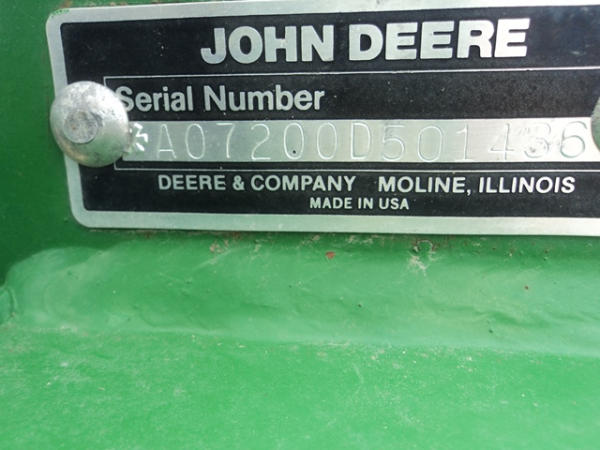 JOHN DEERE
Serial Number
*A07200D501436
DEERE & COMPANY MOLINE, ILLINOIS
MADE IN USA